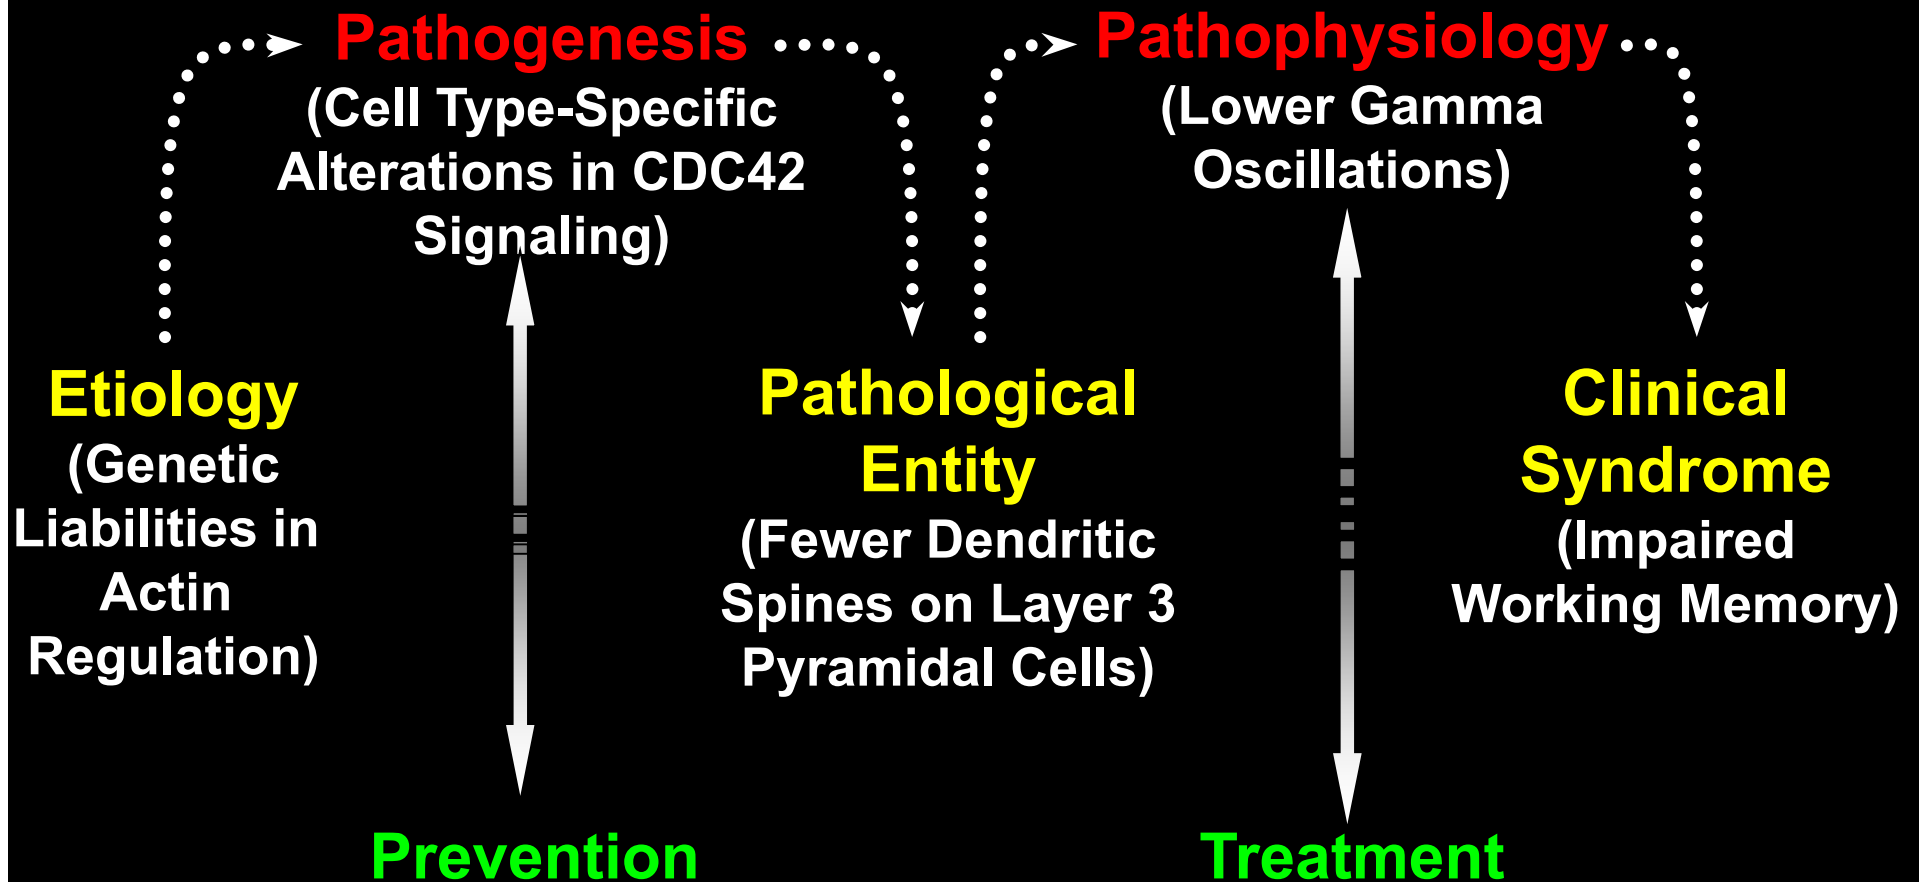 Pathogenesis
(Cell Type-Specific
Alterations in CDC42
Signaling)
Pathophysiology
(Lower Gamma
Oscillations)
Etiology
(Genetic
Liabilities in
Actin
Regulation)
Pathological
Entity
(Fewer Dendritic
Spines on Layer 3
Pyramidal Cells)
Clinical
Syndrome
(Impaired
Working Memory)
Prevention
Treatment